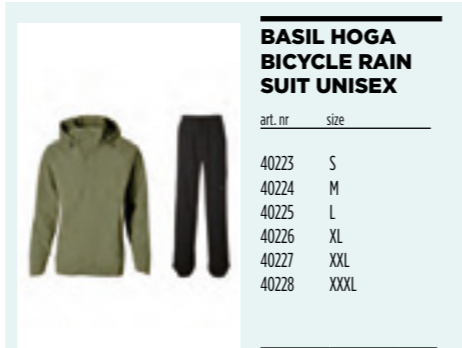 BASIL HOGA
BICYCLE RAIN
SUIT UNISEX
art. nr size
40223 S
40224 M
40225 L
40226 XL
40227 XXL
40228 XXXL